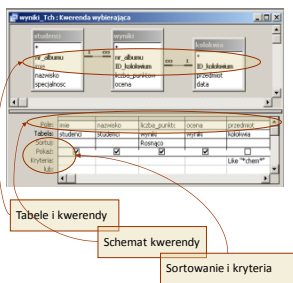 wyniki_Tch : Kwerenda wybierająca
studenci
*
nr_albumu
imie
nazwisko
specjalnosc
wyniki
*
nr_albumu
ID_kolokwium
liczba_punktow
ocena
kolokwia
*
ID_kolokwium
przedmiot
data
Pole: imie nazwisko liczba_punktc ocena przedmiot
Tabela: studenci studenci wyniki wyniki kolokwia
Sortuj: Rosnąco
Pokaż:
Kryteria: Like "*chem*"
lub:
Tabele i kwerendy
Schemat kwerendy
Sortowanie i kryteria